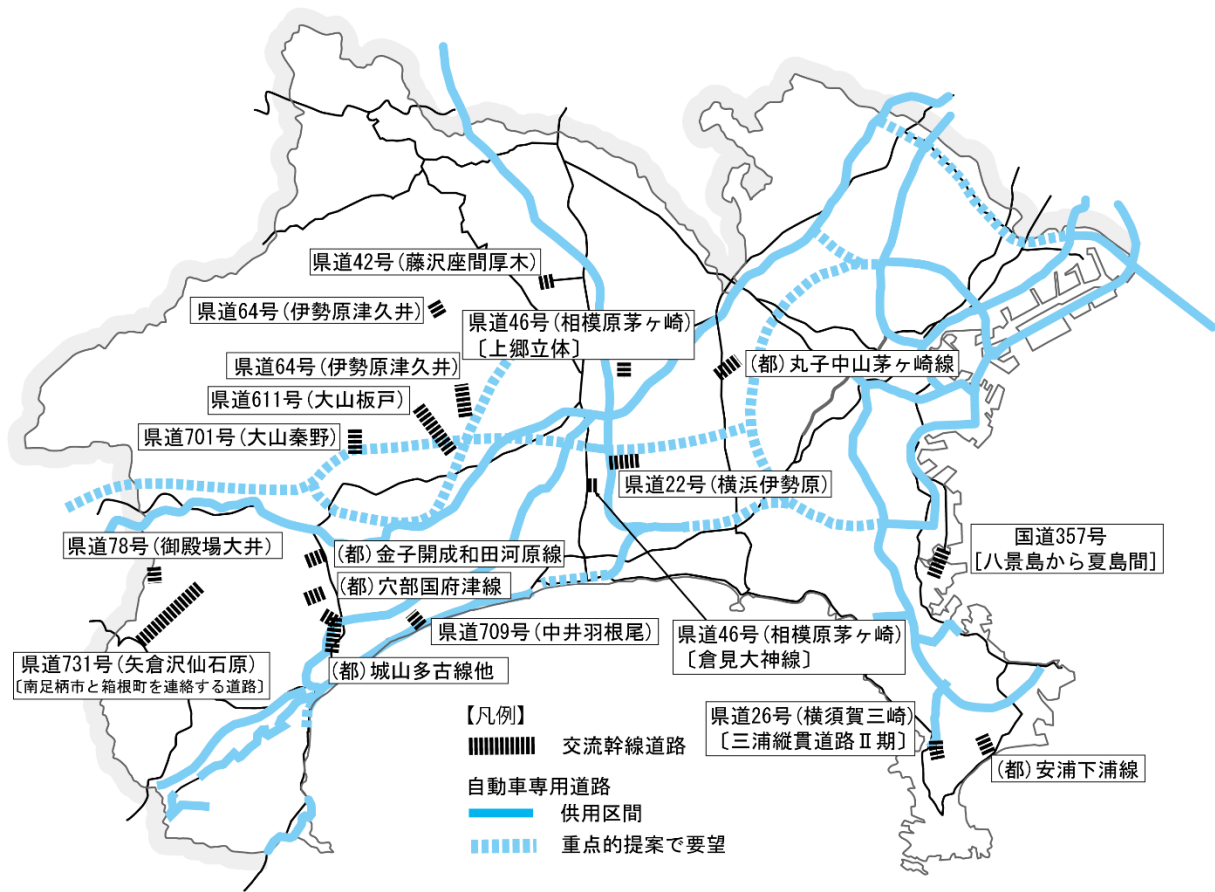 県道42号(藤沢座間厚木)
県道64号(伊勢原津久井)
県道46号(相模原茅ヶ崎)
〔上郷立体〕
県道64号(伊勢原津久井)
(都)丸子中山茅ヶ崎線
県道611号(大山板戸)
県道701号(大山秦野)
県道22号(横浜伊勢原)
国道357号
[八景島から夏島間]
県道78号(御殿場大井)
(都)金子開成和田河原線
(都)穴部国府津線
県道709号(中井羽根尾)
県道46号(相模原茅ヶ崎)
〔倉見大神線〕
県道731号(矢倉沢仙石原)
〔南足柄市と箱根町を連絡する道路〕
(都)城山多古線他
県道26号(横須賀三崎)
〔三浦縦貫道路Ⅱ期〕
(都)安浦下浦線
【凡例】
交流幹線道路
自動車専用道路
供用区間
重点的提案で要望